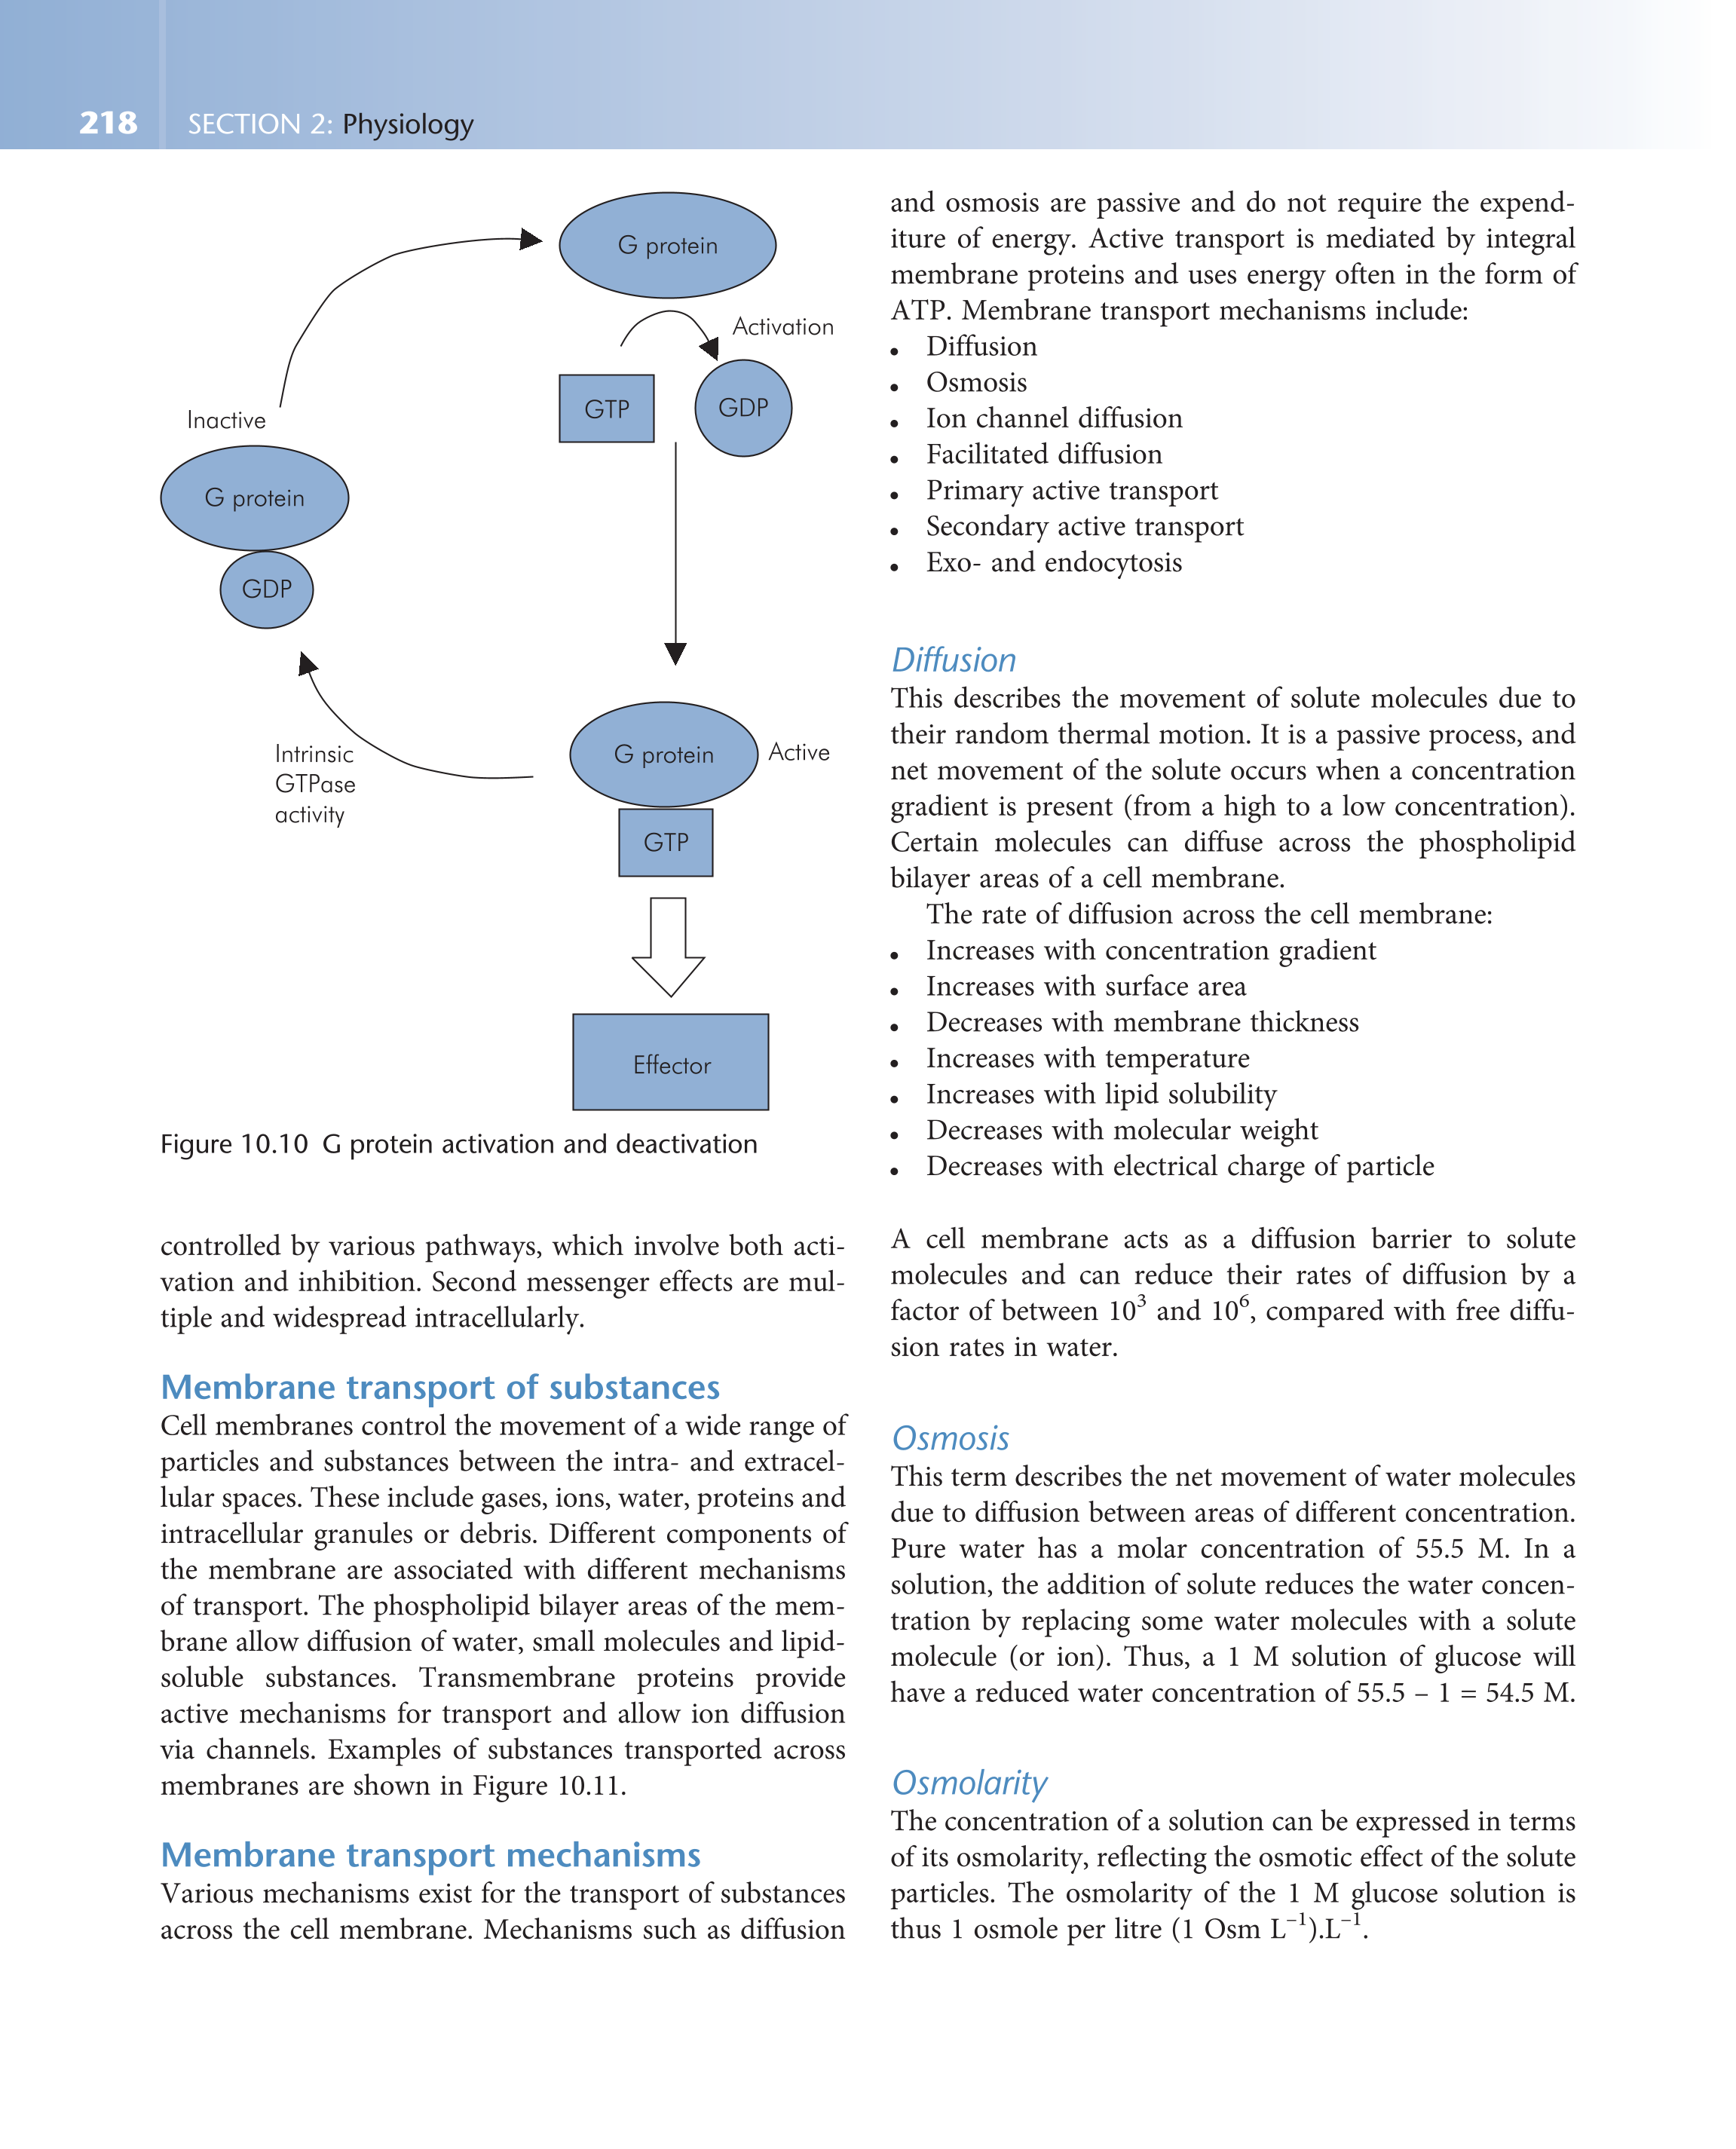 218 SECTION 2: Physiology
G protein
Activation
GTP
GDP
Inactive
G protein
GDP
Intrinsic
GTPase
activity
G protein
Active
GTP
Effector
Figure 10.10 G protein activation and deactivation
controlled by various pathways, which involve both acti-
vation and inhibition. Second messenger effects are mul-
tiple and widespread intracellularly.
Membrane transport of substances
Cell membranes control the movement of a wide range of
particles and substances between the intra- and extracel-
lular spaces. These include gases, ions, water, proteins and
intracellular granules or debris. Different components of
the membrane are associated with different mechanisms
of transport. The phospholipid bilayer areas of the mem-
brane allow diffusion of water, small molecules and lipid-
soluble substances. Transmembrane proteins provide
active mechanisms for transport and allow ion diffusion
via channels. Examples of substances transported across
membranes are shown in Figure 10.11.
Membrane transport mechanisms
Various mechanisms exist for the transport of substances
across the cell membrane. Mechanisms such as diffusion
and osmosis are passive and do not require the expend-
iture of energy. Active transport is mediated by integral
membrane proteins and uses energy often in the form of
ATP. Membrane transport mechanisms include:
• Diffusion
• Osmosis
• Ion channel diffusion
• Facilitated diffusion
• Primary active transport
• Secondary active transport
• Exo- and endocytosis
Diffusion
This describes the movement of solute molecules due to
their random thermal motion. It is a passive process, and
net movement of the solute occurs when a concentration
gradient is present (from a high to a low concentration).
Certain molecules can diffuse across the phospholipid
bilayer areas of a cell membrane.
The rate of diffusion across the cell membrane:
• Increases with concentration gradient
• Increases with surface area
• Decreases with membrane thickness
• Increases with temperature
• Increases with lipid solubility
• Decreases with molecular weight
• Decreases with electrical charge of particle
A cell membrane acts as a diffusion barrier to solute
molecules and can reduce their rates of diffusion by a
factor of between 10³ and 10⁶, compared with free diffu-
sion rates in water.
Osmosis
This term describes the net movement of water molecules
due to diffusion between areas of different concentration.
Pure water has a molar concentration of 55.5 M. In a
solution, the addition of solute reduces the water concen-
tration by replacing some water molecules with a solute
molecule (or ion). Thus, a 1 M solution of glucose will
have a reduced water concentration of 55.5 – 1 = 54.5 M.
Osmolarity
The concentration of a solution can be expressed in terms
of its osmolarity, reflecting the osmotic effect of the solute
particles. The osmolarity of the 1 M glucose solution is
thus 1 osmole per litre (1 Osm L⁻¹).L⁻¹.